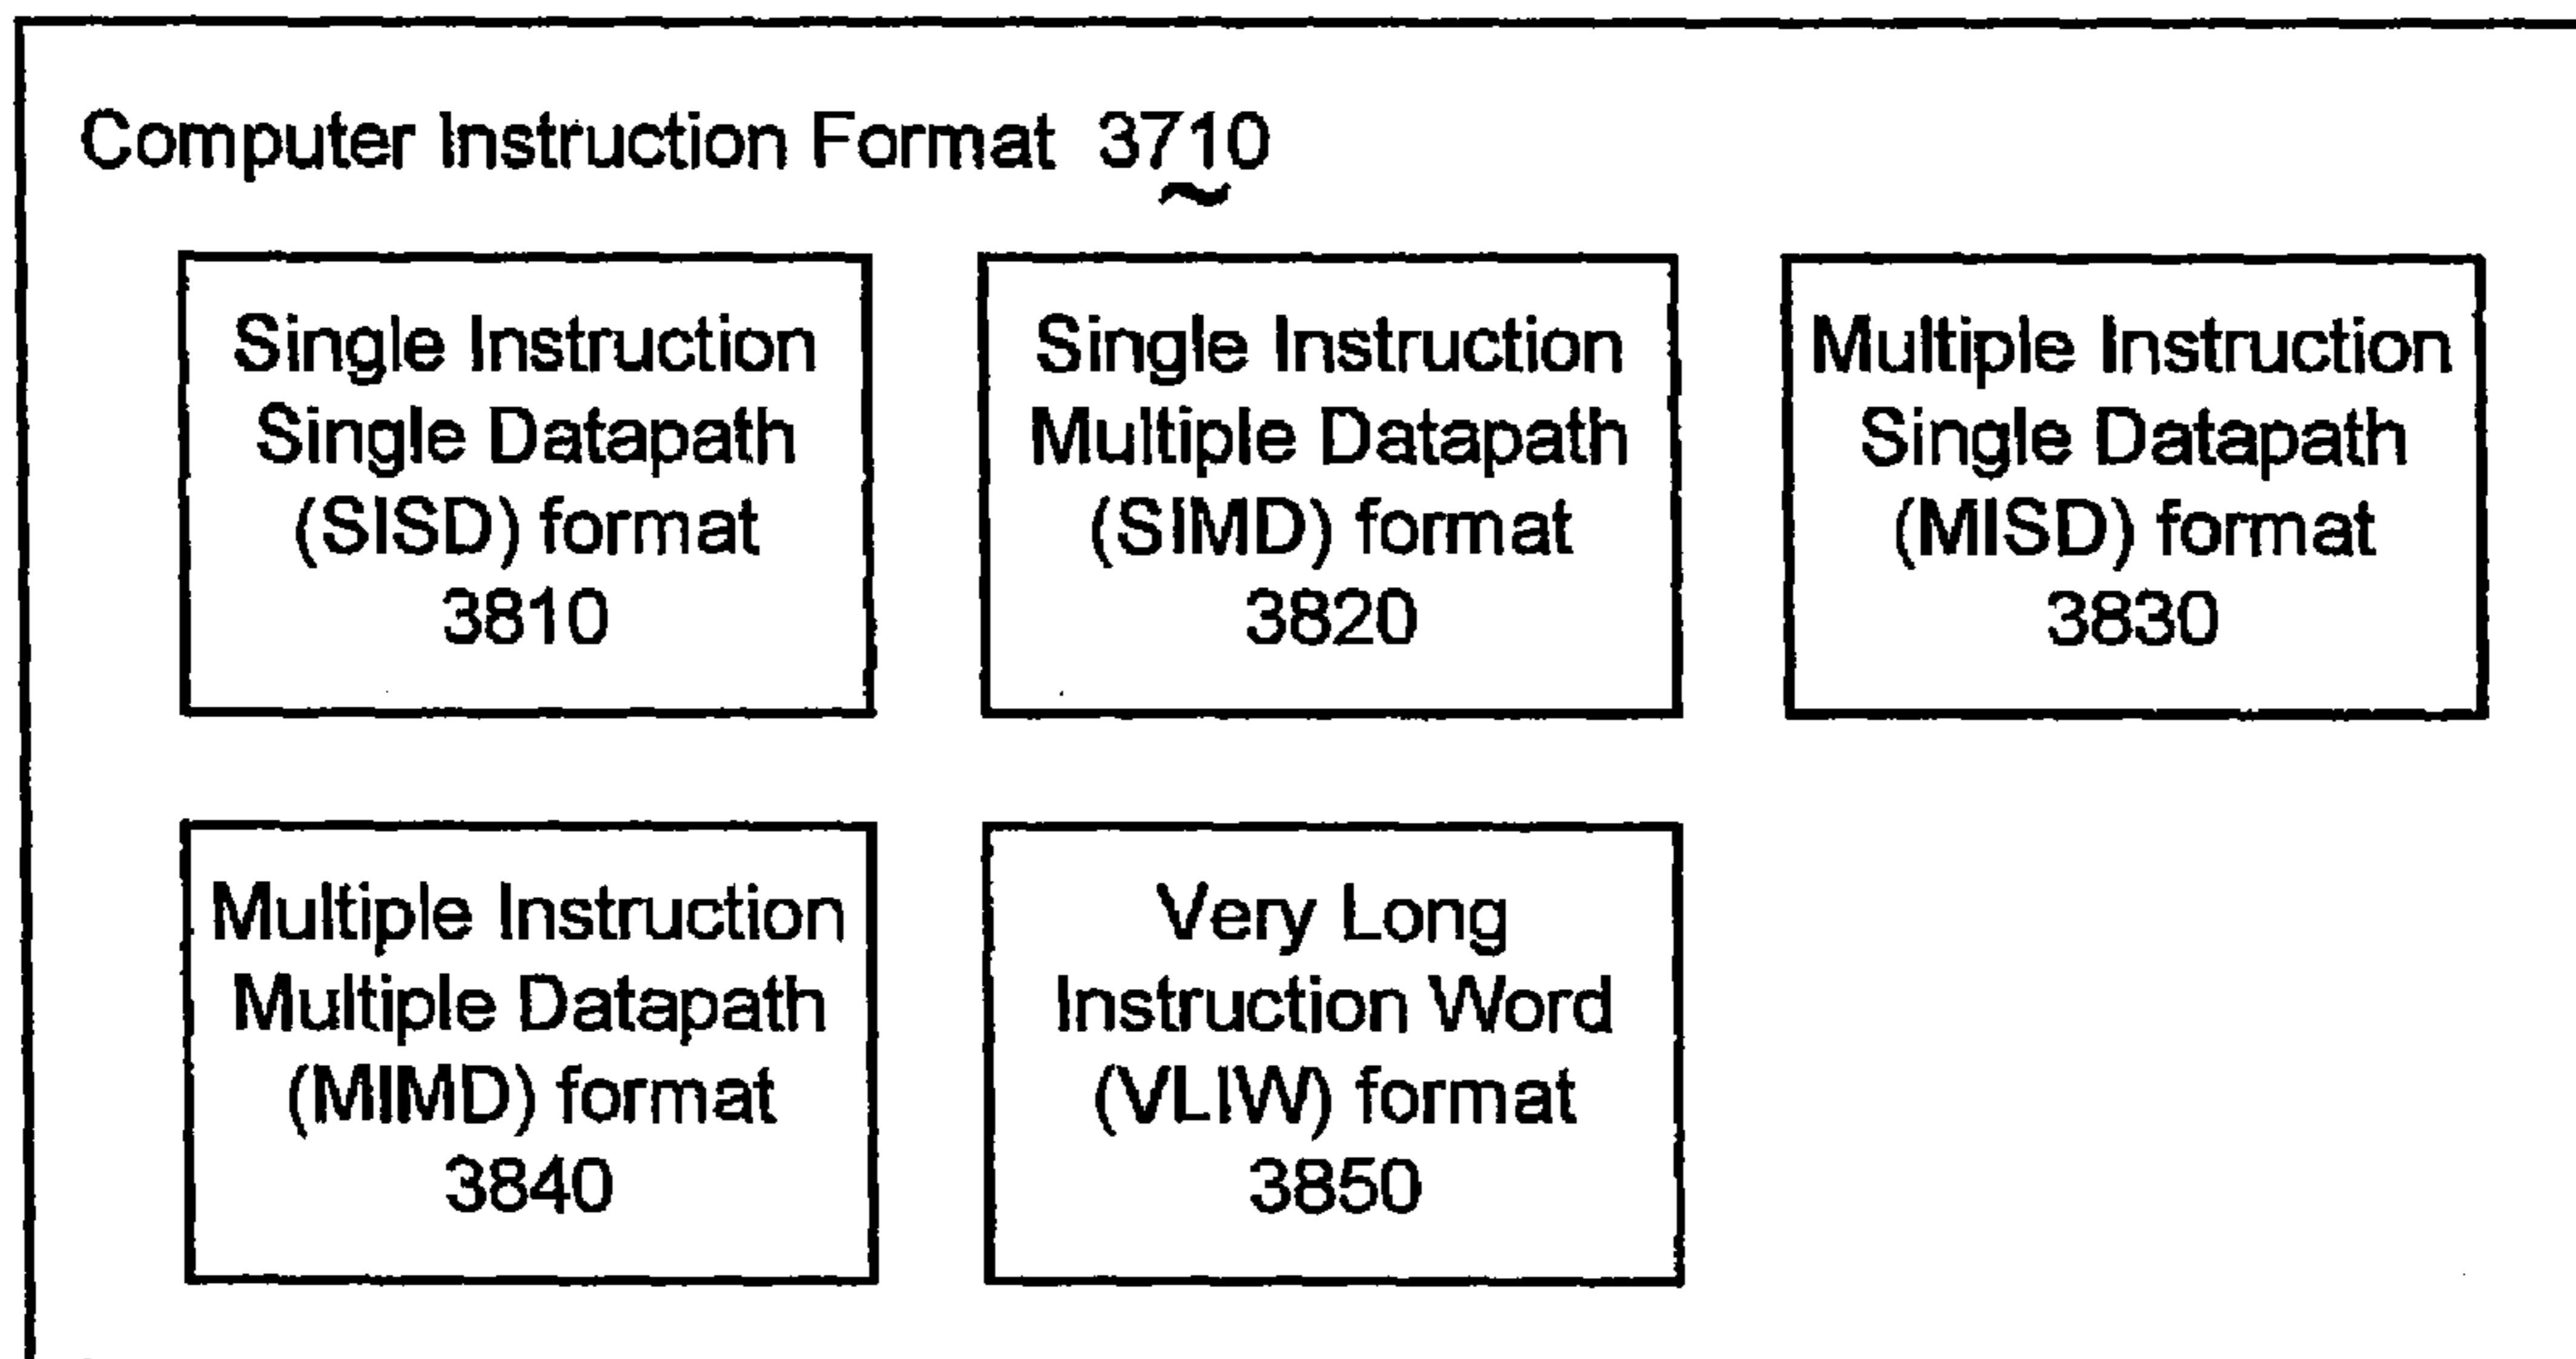 Computer Instruction Format 3710
Single Instruction
Single Datapath
(SISD) format
3810
Single Instruction
Multiple Datapath
(SIMD) format
3820
Multiple Instruction
Single Datapath
(MISD) format
3830
Multiple Instruction
Multiple Datapath
(MIMD) format
3840
Very Long
Instruction Word
(VLIW) format
3850